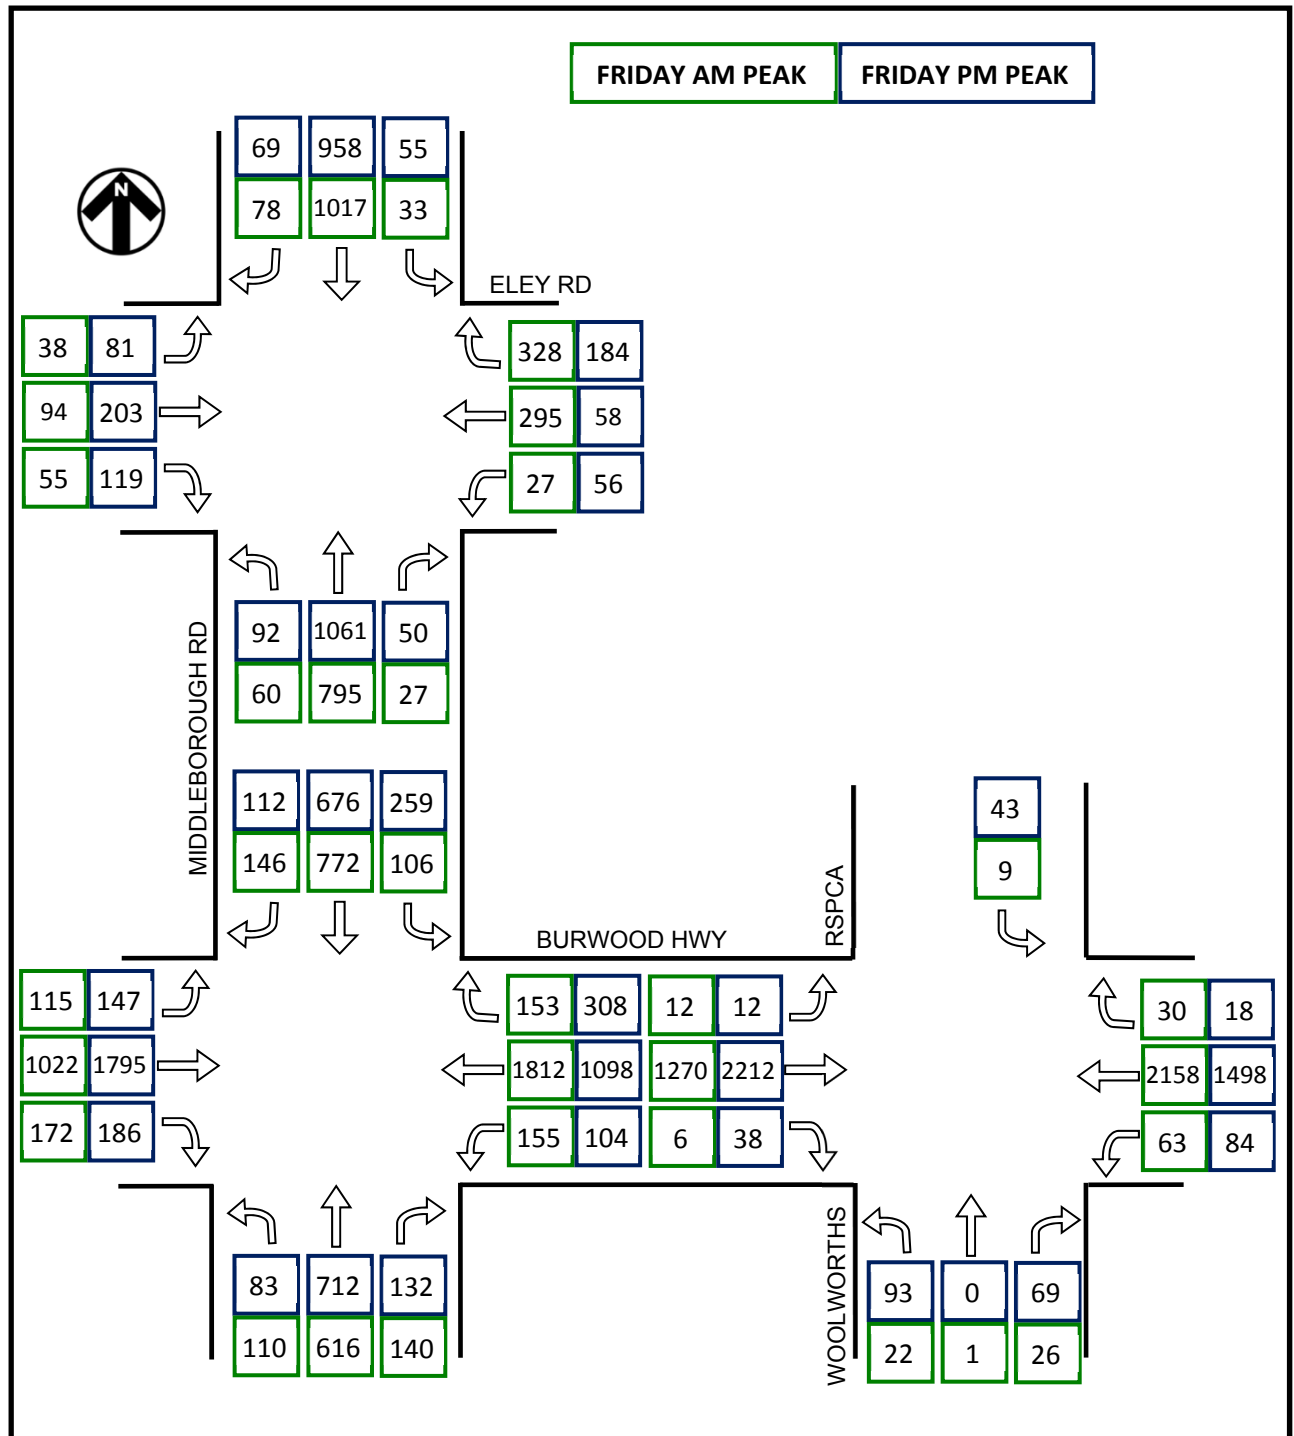 FRIDAY AM PEAK FRIDAY PM PEAK
69 958 55
78 1017 33
N
ELEY RD
38 81 328 184
94 203 295 58
55 119 27 56
92 1061 50
60 795 27
MIDDLEBOROUGH RD
112 676 259
146 772 106
43
9
RSPCA
BURWOOD HWY
115 147 153 308 12 12 30 18
1022 1795 1812 1098 1270 2212 2158 1498
172 186 155 104 6 38 63 84
WOOLWORTHS
83 712 132 93 0 69
110 616 140 22 1 26